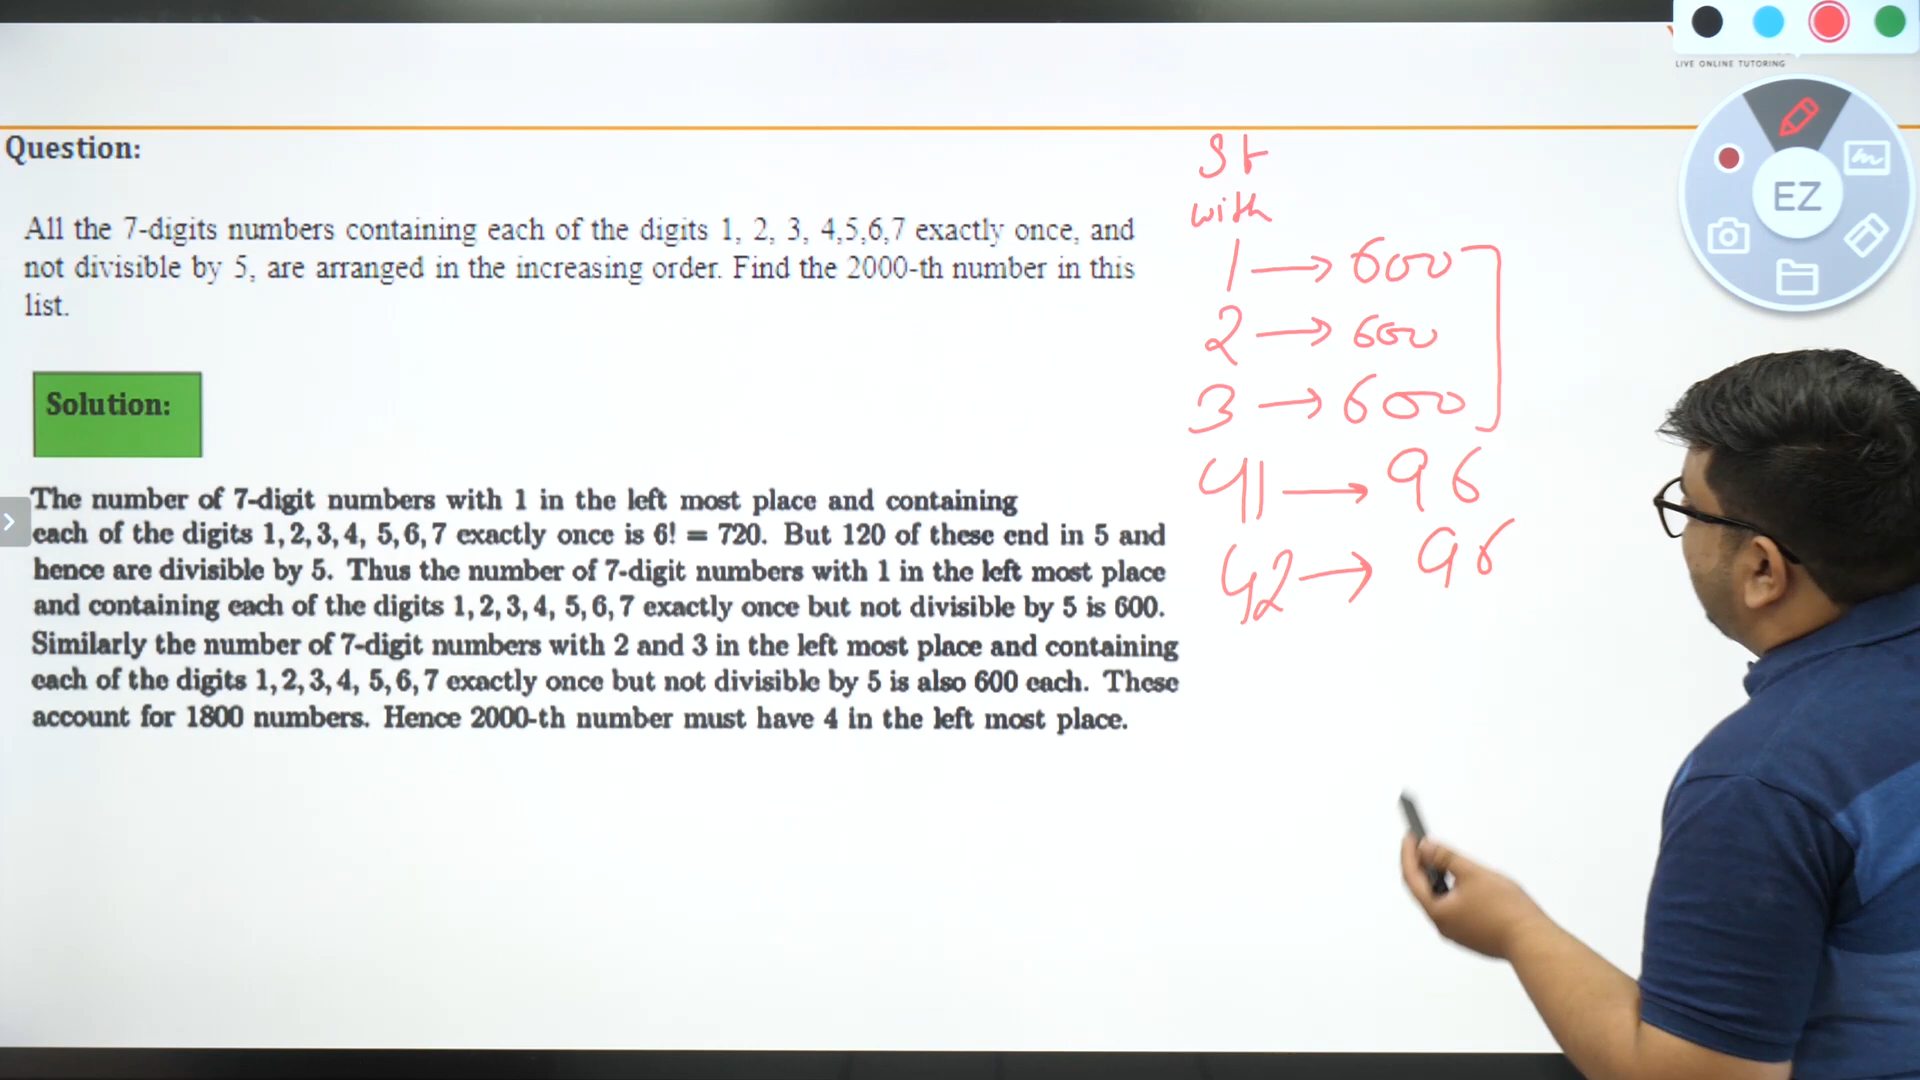 LIVE ONLINE TUTORING
EZ
Question:
All the 7-digits numbers containing each of the digits 1, 2, 3, 4,5,6,7 exactly once, and
not divisible by 5, are arranged in the increasing order. Find the 2000-th number in this
list.
Solution:
The number of 7-digit numbers with 1 in the left most place and containing
each of the digits 1, 2, 3, 4, 5, 6, 7 exactly once is 6! = 720. But 120 of these end in 5 and
hence are divisible by 5. Thus the number of 7-digit numbers with 1 in the left most place
and containing each of the digits 1, 2, 3, 4, 5, 6, 7 exactly once but not divisible by 5 is 600.
Similarly the number of 7-digit numbers with 2 and 3 in the left most place and containing
each of the digits 1, 2, 3, 4, 5, 6, 7 exactly once but not divisible by 5 is also 600 each. These
account for 1800 numbers. Hence 2000-th number must have 4 in the left most place.
St
with
1 → 600
2 → 600
3 → 600
41 → 96
42 → 96